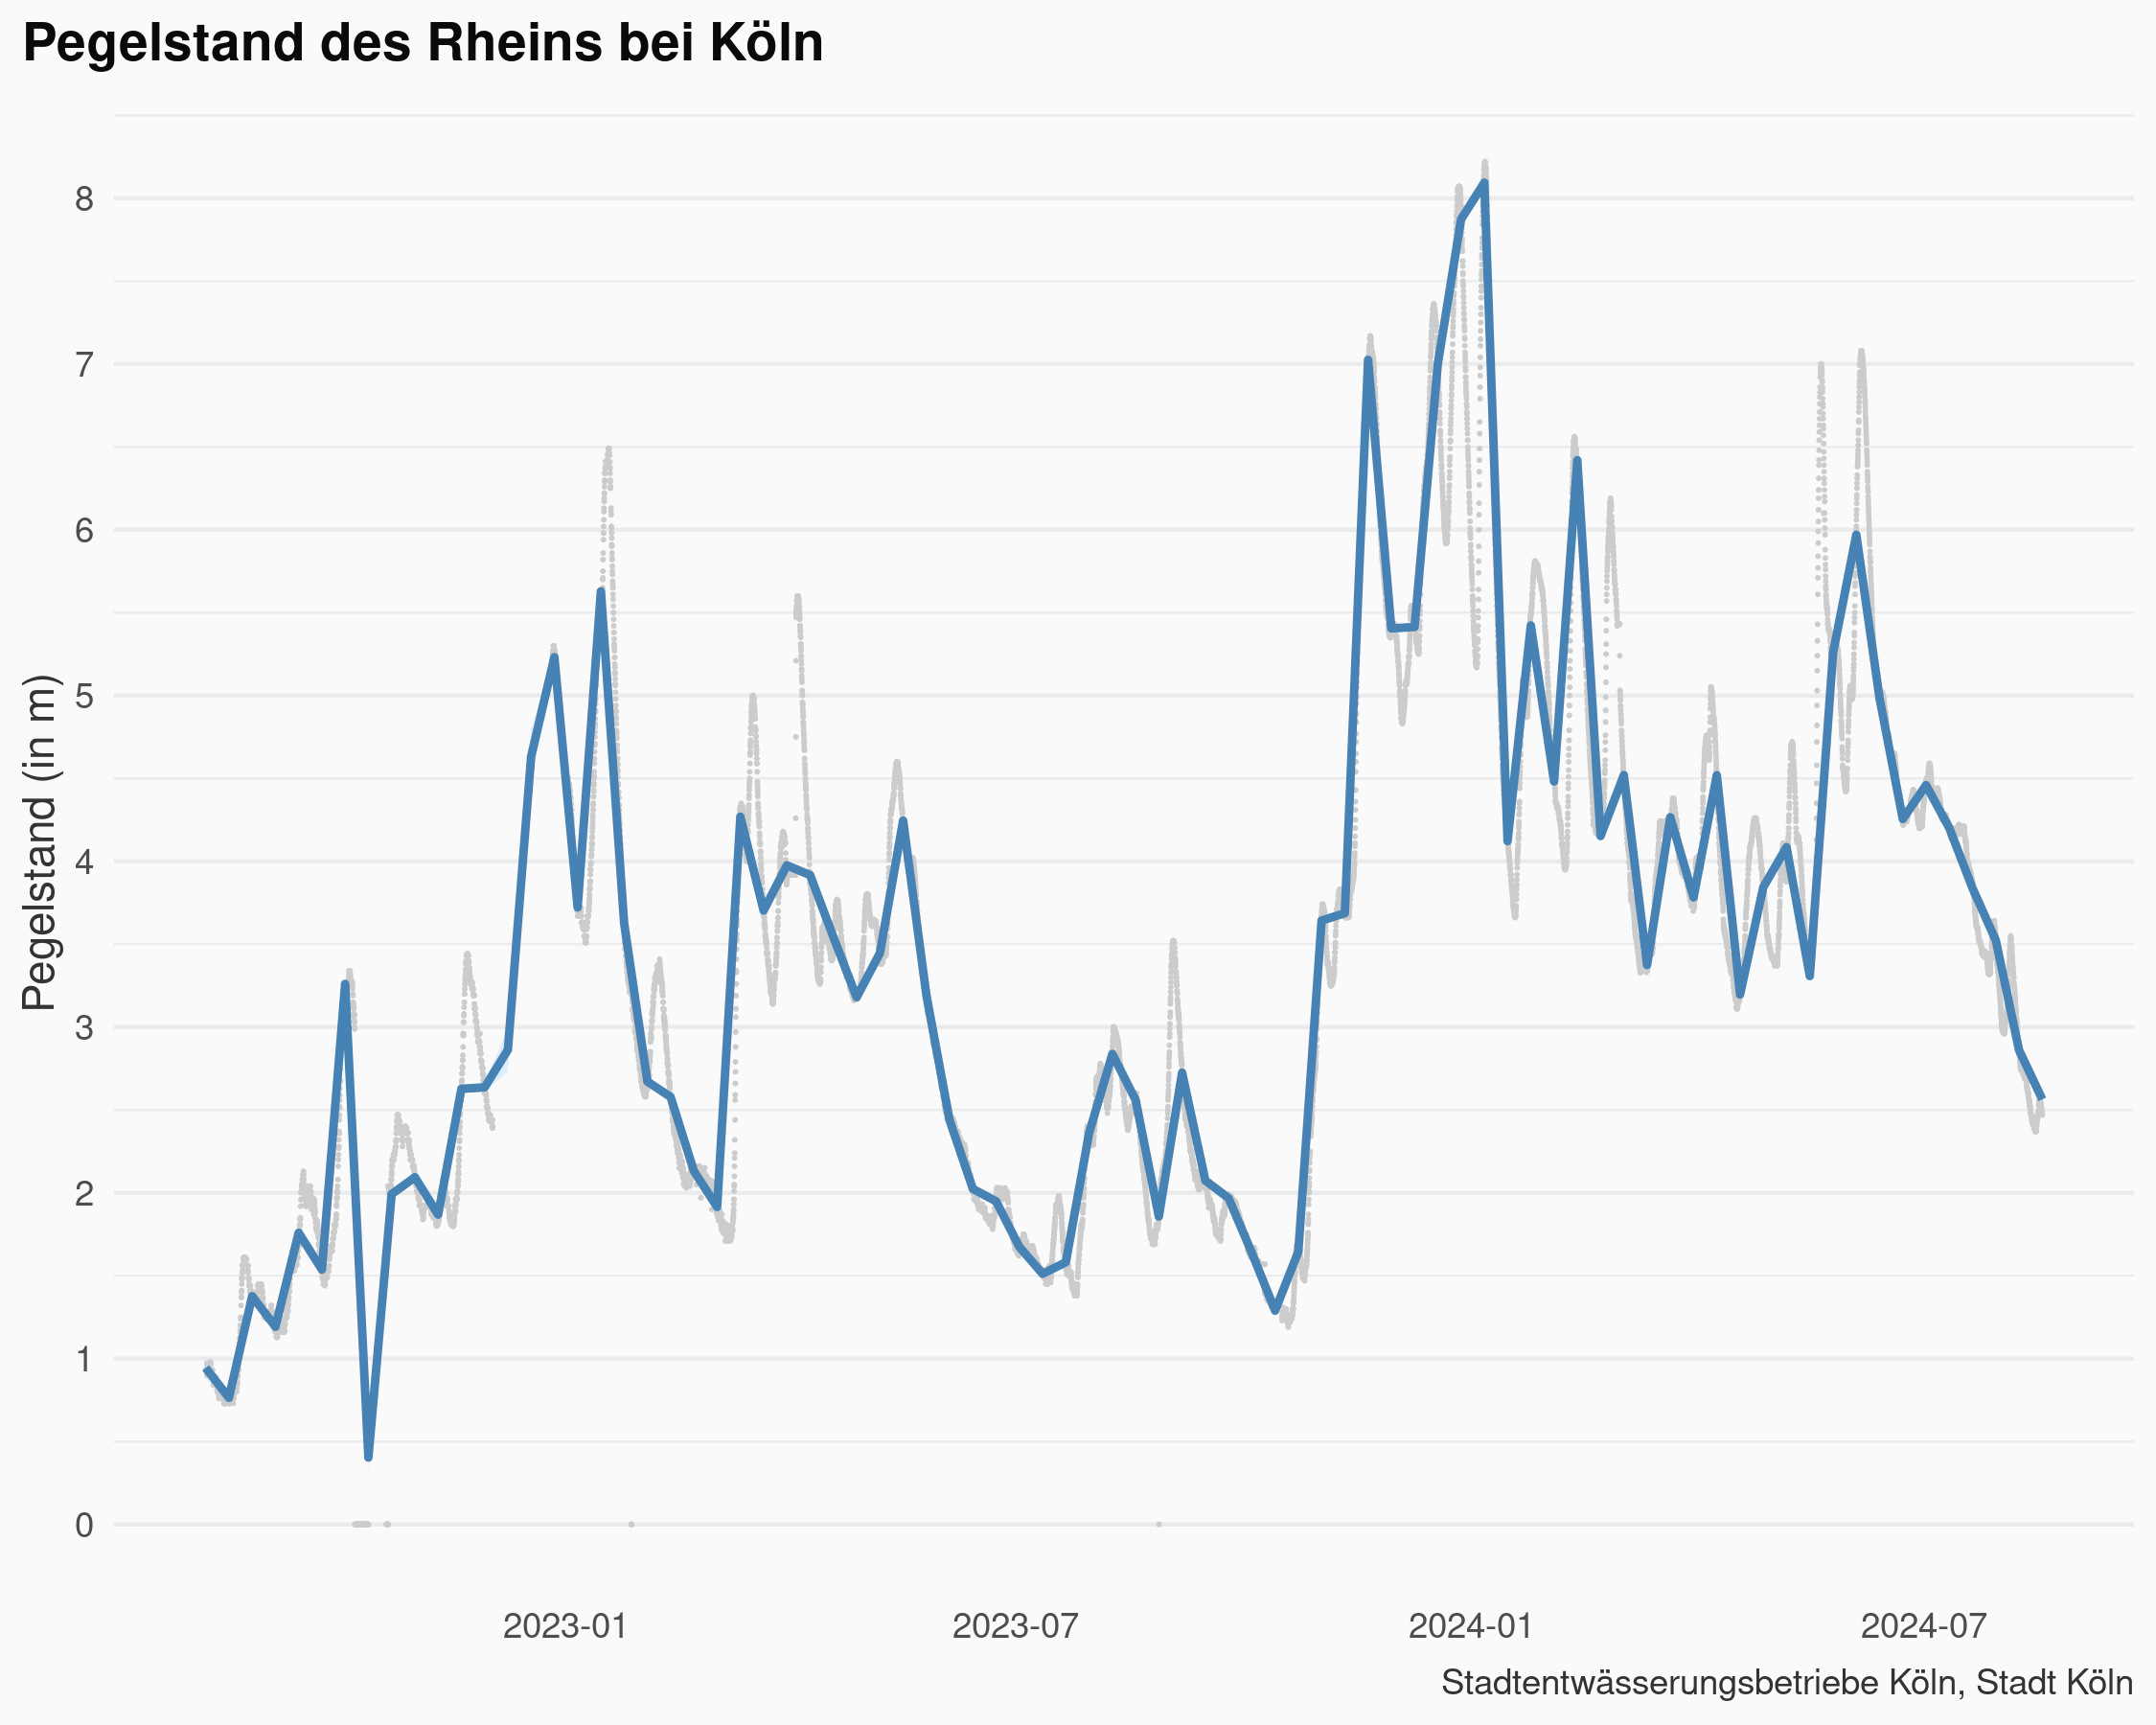 Pegelstand des Rheins bei Köln
Pegelstand (in m)
8
7
6
5
4
3
2
1
0
2023-01 2023-07 2024-01 2024-07
Stadtentwässerungsbetriebe Köln, Stadt Köln